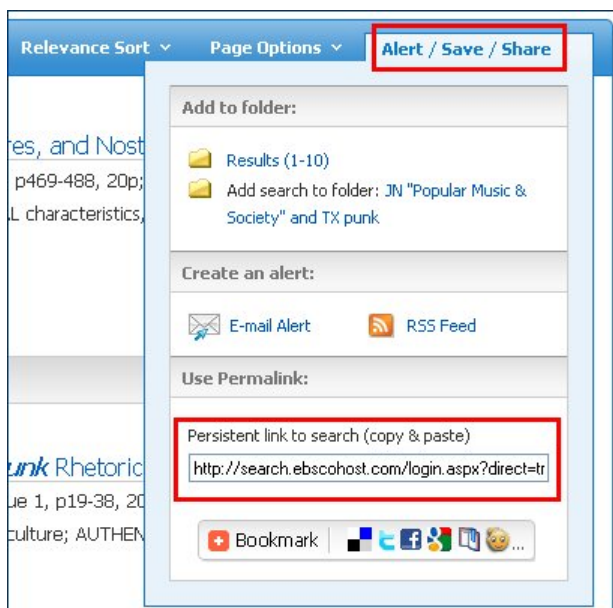 Relevance Sort Page Options Alert / Save / Share
Add to folder:
res, and Nost
Results (1-10)
p469-488, 20p;
Add search to folder: JN "Popular Music &
L characteristics,
Society" and TX punk
Create an alert:
E-mail Alert RSS Feed
Use Permalink:
Persistent link to search (copy & paste)
unk Rhetoric
http://search.ebscohost.com/login.aspx?direct=tr
ue 1, p19-38, 20
culture; AUTHEN
Bookmark ...